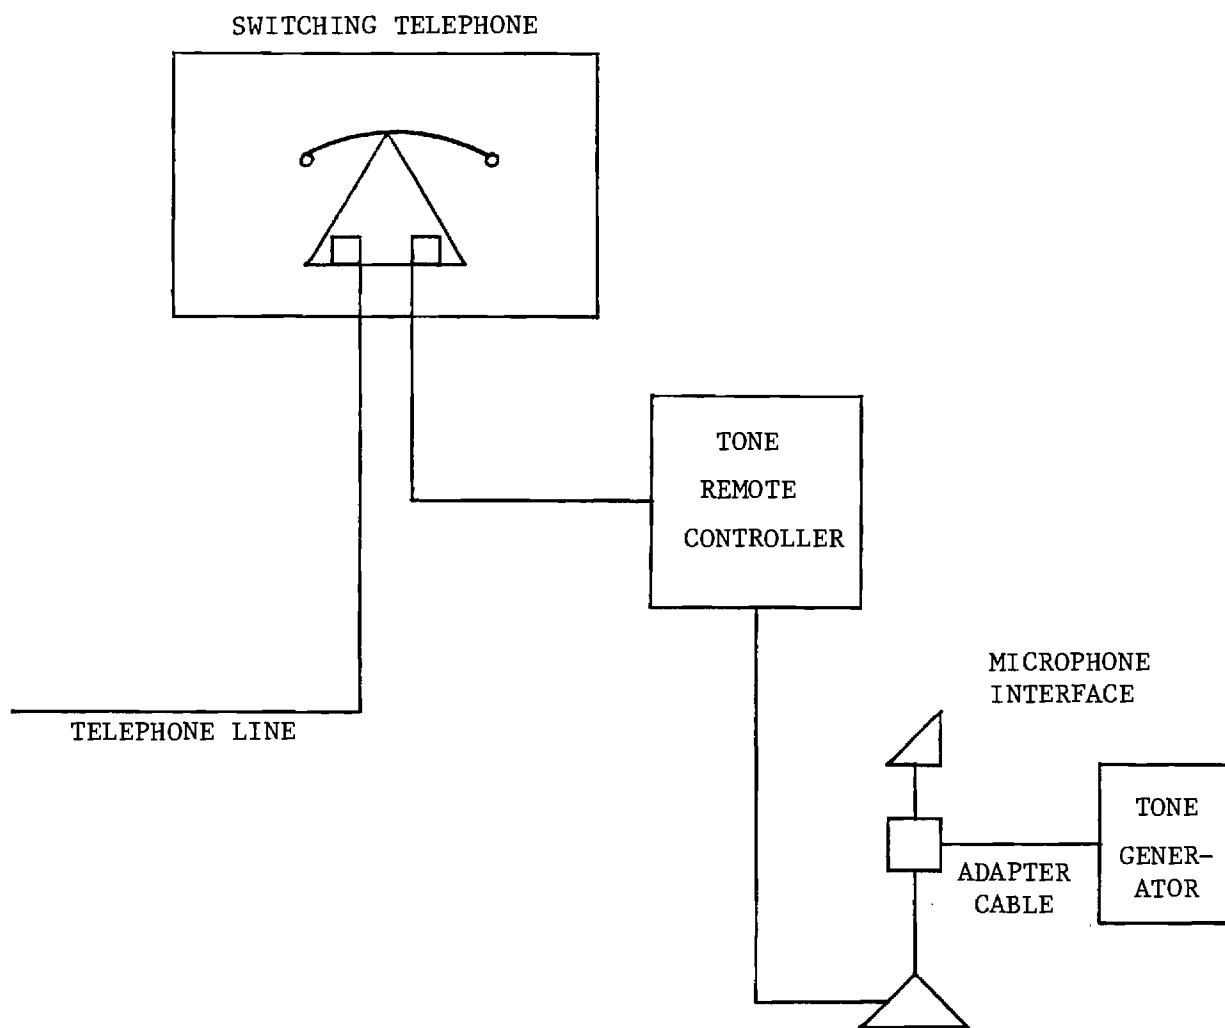 SWITCHING TELEPHONE
TONE
REMOTE
CONTROLLER
TELEPHONE LINE
MICROPHONE
INTERFACE
ADAPTER
CABLE
TONE
GENER-
ATOR